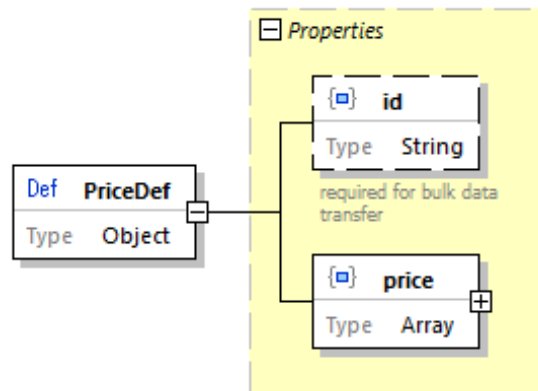 Properties
{} id
Type String
required for bulk data
transfer
Def PriceDef
Type Object
{} price
Type Array